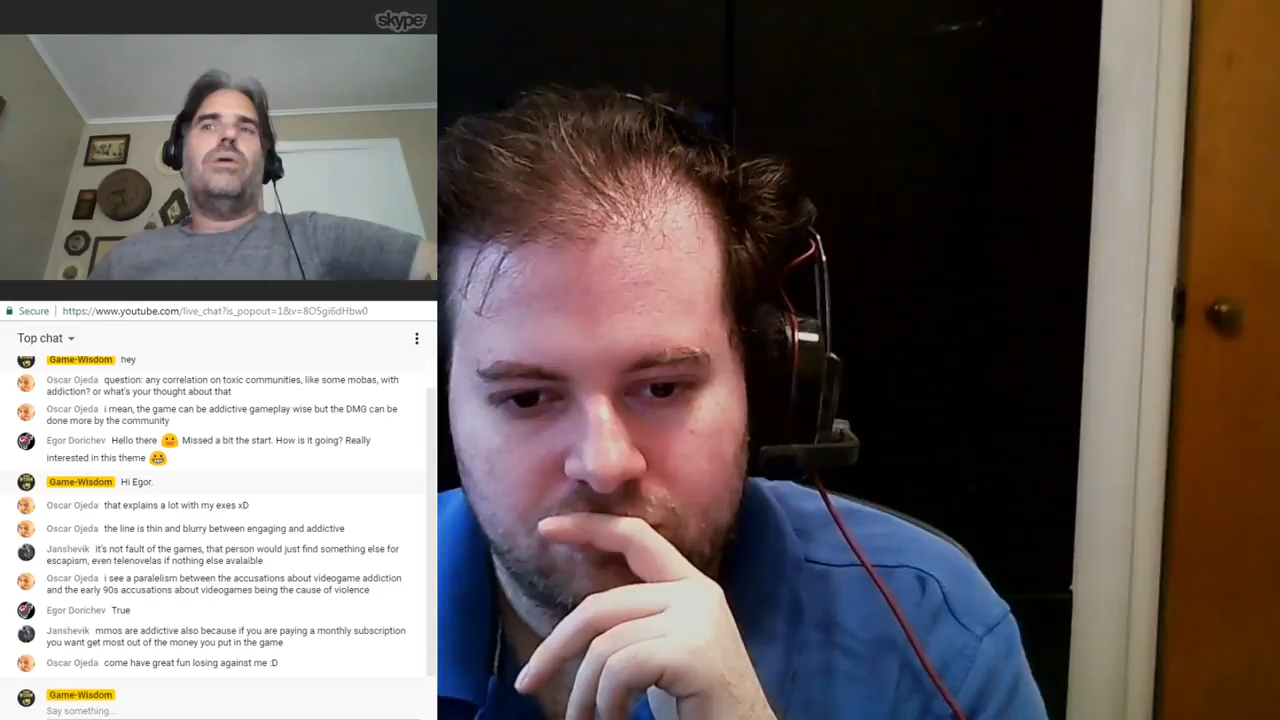 skype
Secure https://www.youtube.com/live_chat?is_popout=1&v=8O5gi6dHbw0
Top chat
Game-Wisdom hey
Oscar Ojeda question: any correlation on toxic communities, like some mobas, with
addiction? or what's your thought about that
Oscar Ojeda i mean, the game can be addictive gameplay wise but the DMG can be
done more by the community
Egor Dorichev Hello there Missed a bit the start. How is it going? Really
interested in this theme
Game-Wisdom Hi Egor.
Oscar Ojeda that explains a lot with my exes xD
Oscar Ojeda the line is thin and blurry between engaging and addictive
Janshevik it's not fault of the games, that person would just find something else for
escapism, even telenovelas if nothing else avalaible
Oscar Ojeda i see a paralelism between the accusations about videogame addiction
and the early 90s accusations about videogames being the cause of violence
Egor Dorichev True
Janshevik mmos are addictive also because if you are paying a monthly subscription
you want get most out of the money you put in the game
Oscar Ojeda come have great fun losing against me :D
Game-Wisdom
Say something...